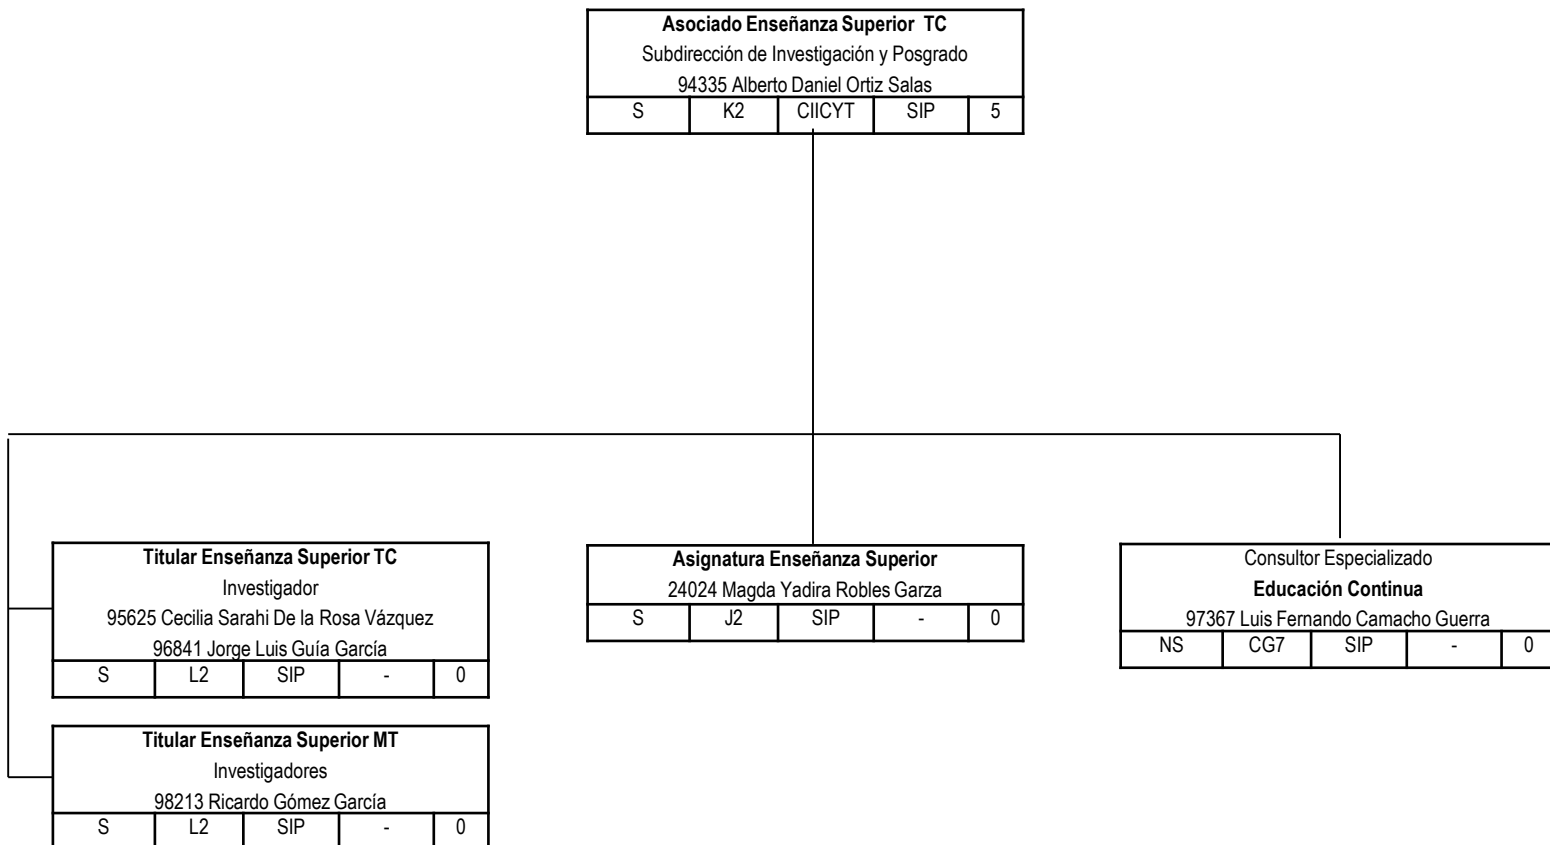 Asociado Enseñanza Superior TC
Subdirección de Investigación y Posgrado
94335 Alberto Daniel Ortiz Salas
S K2 CIICYT SIP 5
Titular Enseñanza Superior TC
Investigador
95625 Cecilia Sarahi De la Rosa Vázquez
96841 Jorge Luis Guía García
S L2 SIP - 0
Titular Enseñanza Superior MT
Investigadores
98213 Ricardo Gómez García
S L2 SIP - 0
Asignatura Enseñanza Superior
24024 Magda Yadira Robles Garza
S J2 SIP - 0
Consultor Especializado
Educación Continua
97367 Luis Fernando Camacho Guerra
NS CG7 SIP - 0